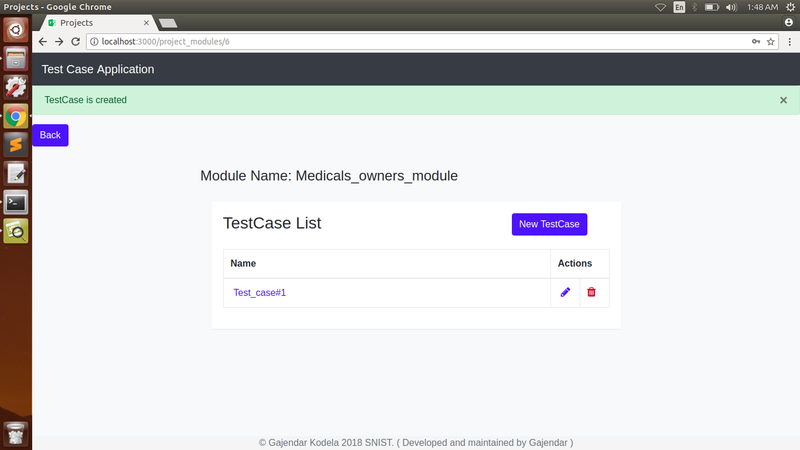 Projects - Google Chrome
En
1:48 AM
Projects
localhost:3000/project_modules/6
Test Case Application
TestCase is created
×
Back
Module Name: Medicals_owners_module
TestCase List
New TestCase
Name
Actions
Test_case#1
© Gajendar Kodela 2018 SNIST. ( Developed and maintained by Gajendar )